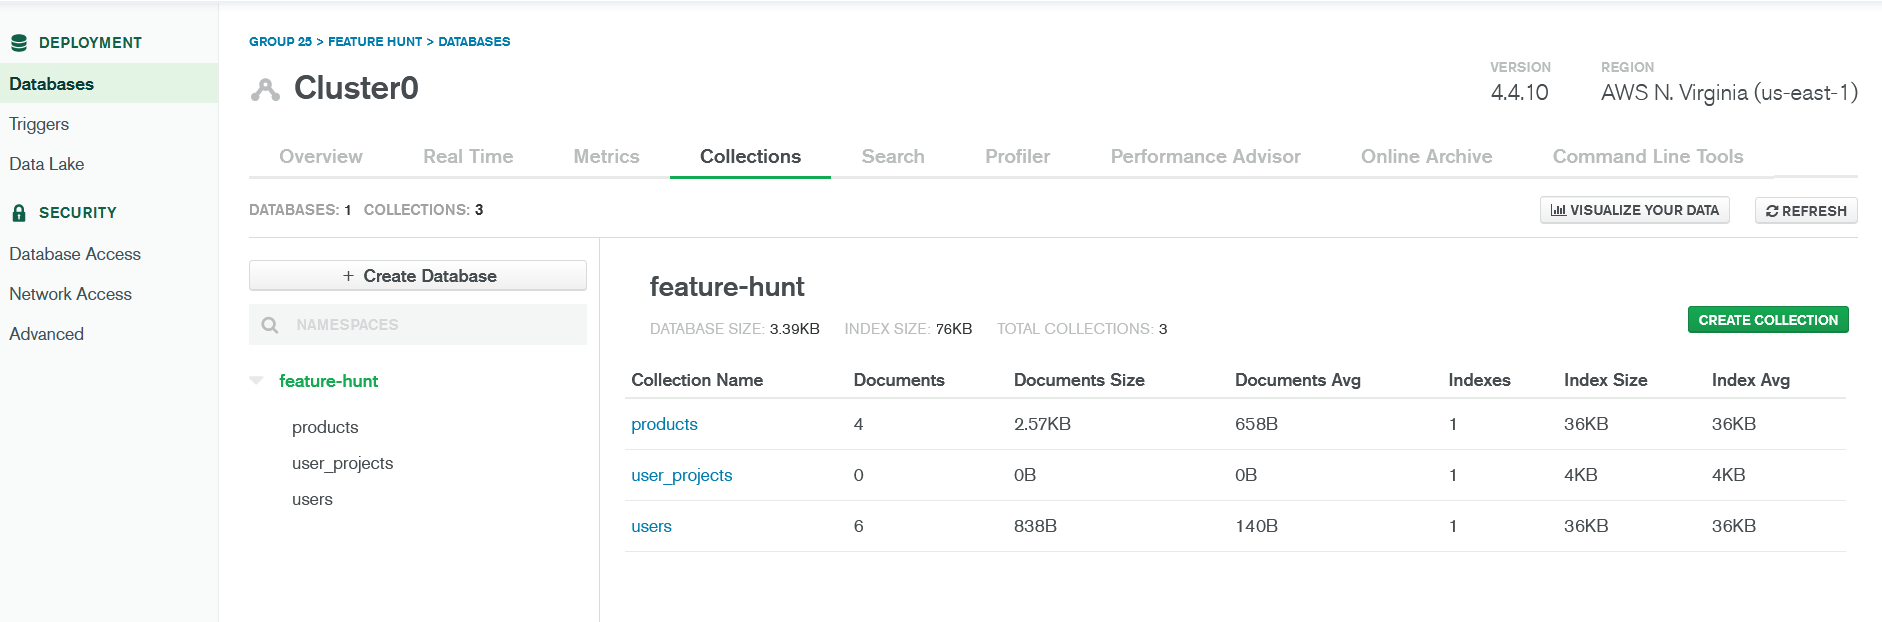 DEPLOYMENT
Databases
Triggers
Data Lake
SECURITY
Database Access
Network Access
Advanced
GROUP 25 > FEATURE HUNT > DATABASES
Cluster0
VERSION
4.4.10
REGION
AWS N. Virginia (us-east-1)
Overview Real Time Metrics Collections Search Profiler Performance Advisor Online Archive Command Line Tools
DATABASES: 1 COLLECTIONS: 3
VISUALIZE YOUR DATA
REFRESH
+ Create Database
NAMESPACES
feature-hunt
products
user_projects
users
feature-hunt
DATABASE SIZE: 3.39KB INDEX SIZE: 76KB TOTAL COLLECTIONS: 3
CREATE COLLECTION
Collection Name Documents Documents Size Documents Avg Indexes Index Size Index Avg
products 4 2.57KB 658B 1 36KB 36KB
user_projects 0 0B 0B 1 4KB 4KB
users 6 838B 140B 1 36KB 36KB